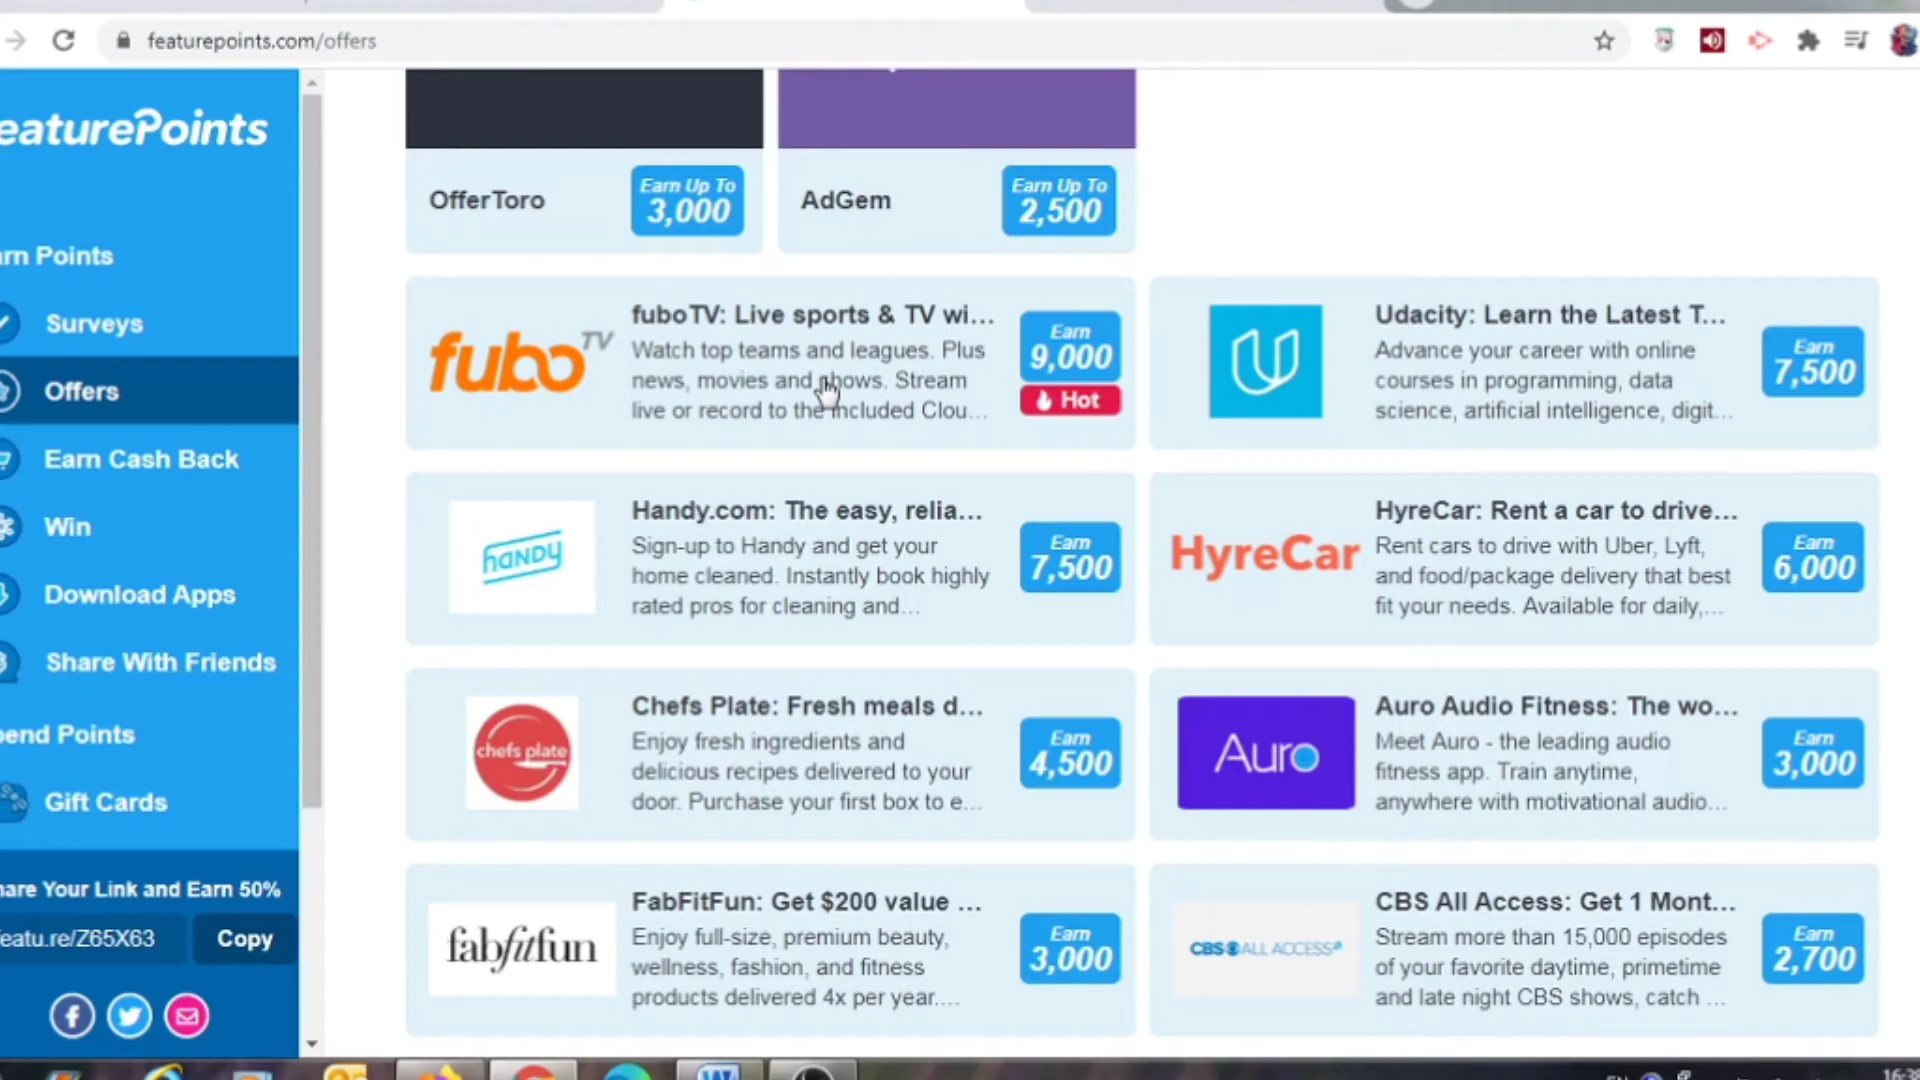 featurepoints.com/offers
eaturePoints
arn Points
Surveys
Offers
Earn Cash Back
Win
Download Apps
Share With Friends
pend Points
Gift Cards
hare Your Link and Earn 50%
featu.re/Z65X63
Copy
OfferToro
Earn Up To
3,000
AdGem
Earn Up To
2,500
fubo TV
fuboTV: Live sports & TV wi...
Watch top teams and leagues. Plus
news, movies and shows. Stream
live or record to the included Clou...
Earn
9,000
Hot
Udacity: Learn the Latest T...
Advance your career with online
courses in programming, data
science, artificial intelligence, digit...
Earn
7,500
handy
Handy.com: The easy, relia...
Sign-up to Handy and get your
home cleaned. Instantly book highly
rated pros for cleaning and...
Earn
7,500
HyreCar
HyreCar: Rent a car to drive...
Rent cars to drive with Uber, Lyft,
and food/package delivery that best
fit your needs. Available for daily,...
Earn
6,000
chefs plate
Chefs Plate: Fresh meals d...
Enjoy fresh ingredients and
delicious recipes delivered to your
door. Purchase your first box to e...
Earn
4,500
Auro
Auro Audio Fitness: The wo...
Meet Auro - the leading audio
fitness app. Train anytime,
anywhere with motivational audio...
Earn
3,000
fabfitfun
FabFitFun: Get $200 value ...
Enjoy full-size, premium beauty,
wellness, fashion, and fitness
products delivered 4x per year....
Earn
3,000
CBS ALL ACCESS
CBS All Access: Get 1 Mont...
Stream more than 15,000 episodes
of your favorite daytime, primetime
and late night CBS shows, catch ...
Earn
2,700